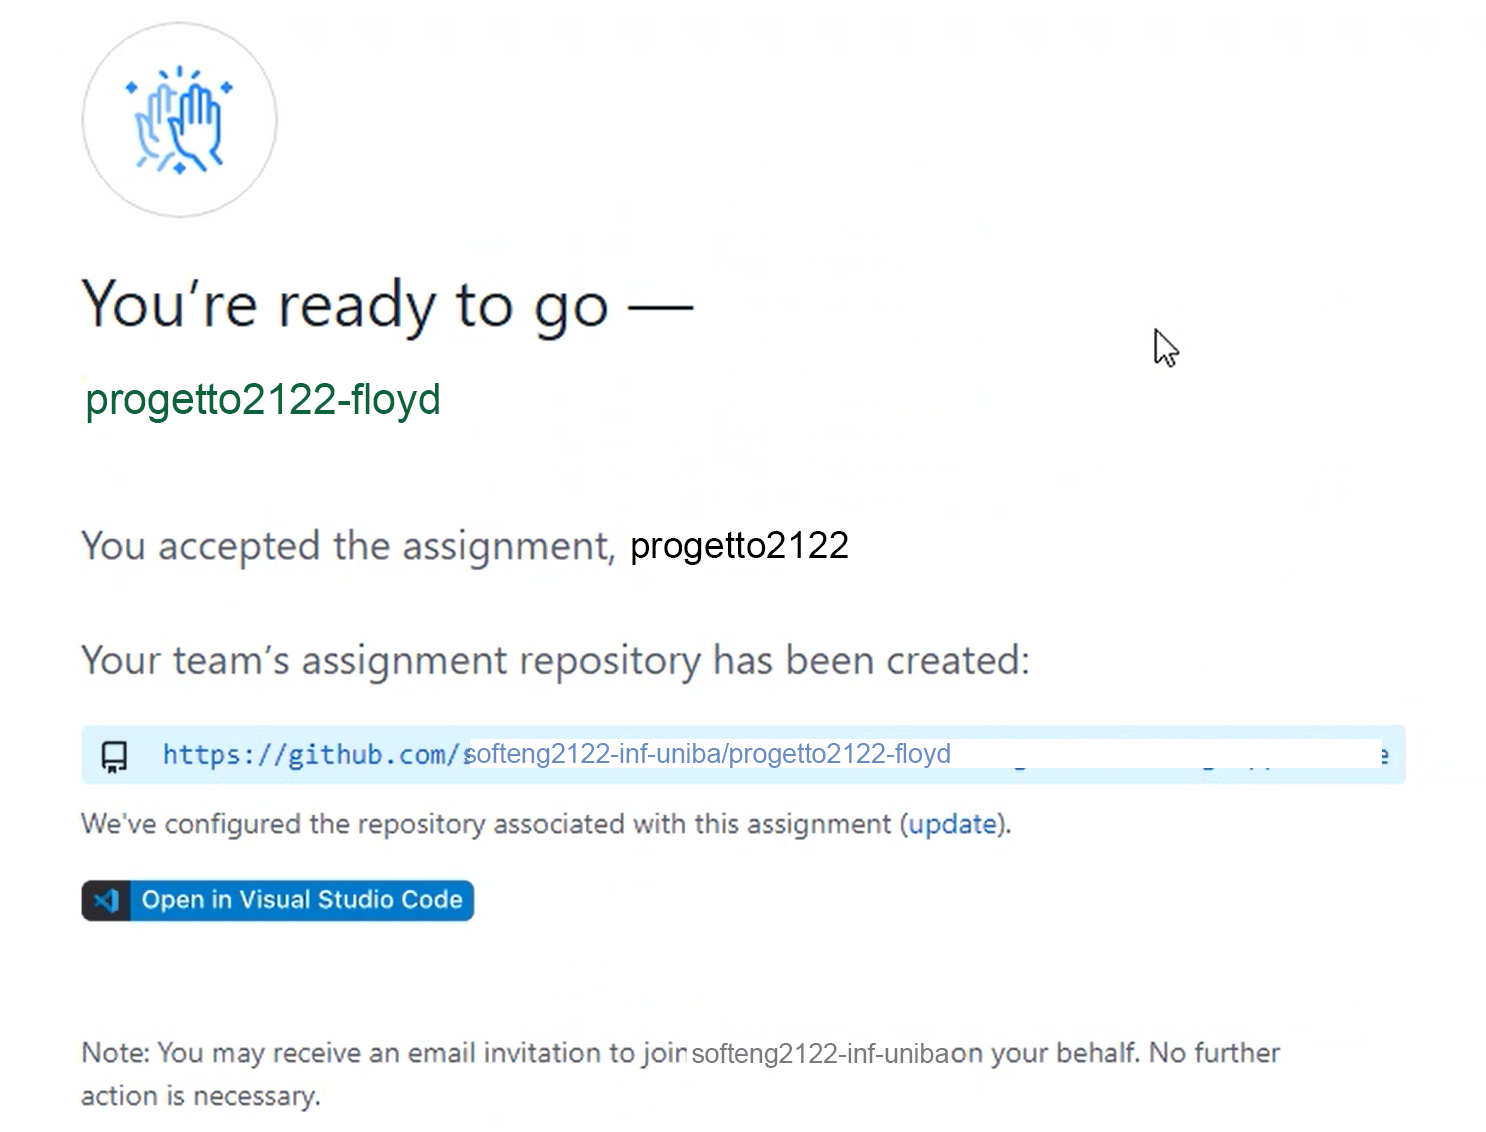 You’re ready to go —
progetto2122-floyd
You accepted the assignment, progetto2122
Your team’s assignment repository has been created:
https://github.com/softeng2122-inf-uniba/progetto2122-floyd
We've configured the repository associated with this assignment (update).
Open in Visual Studio Code
Note: You may receive an email invitation to join softeng2122-inf-uniba on your behalf. No further
action is necessary.